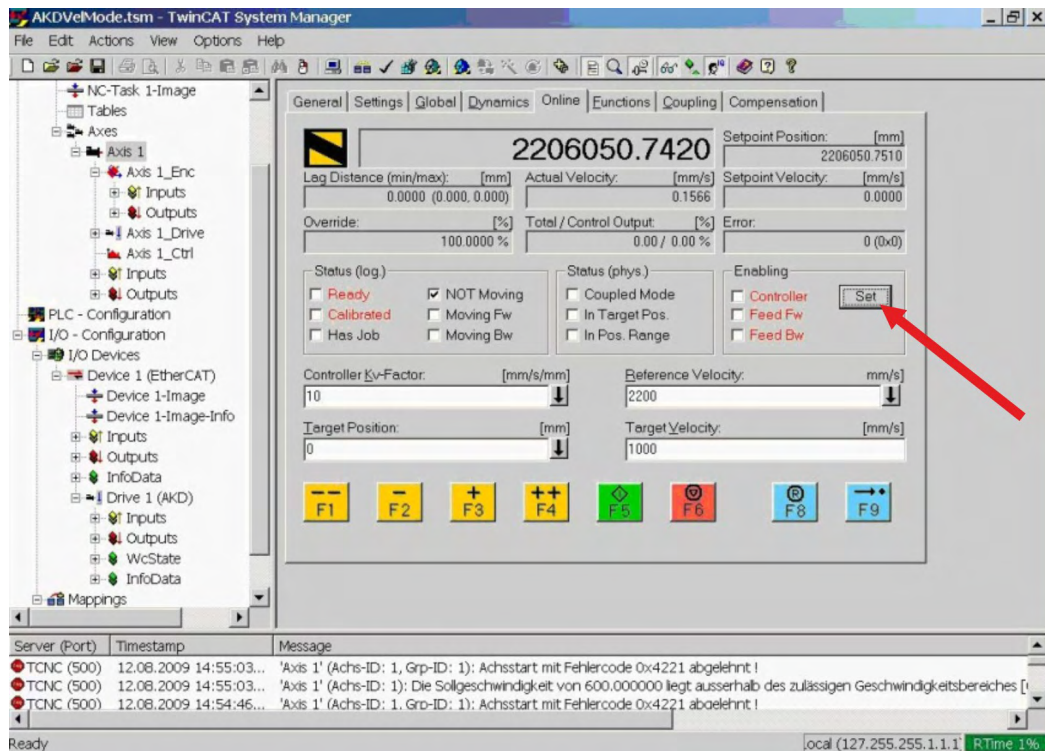 AKDVelMode.tsm - TwinCAT System Manager
File Edit Actions View Options Help
NC-Task 1-Image
Tables
Axes
Axis 1
Axis 1_Enc
Inputs
Outputs
Axis 1_Drive
Axis 1_Ctrl
Inputs
Outputs
PLC - Configuration
I/O - Configuration
I/O Devices
Device 1 (EtherCAT)
Device 1-Image
Device 1-Image-Info
Inputs
Outputs
InfoData
Drive 1 (AKD)
Inputs
Outputs
WcState
InfoData
Mappings
General Settings Global Dynamics Online Functions Coupling Compensation
2206050.7420
Setpoint Position: [mm]
2206050.7510
Lag Distance (min/max): [mm] Actual Velocity: [mm/s] Setpoint Velocity: [mm/s]
0.0000 (0.000, 0.000) 0.1566 0.0000
Override: [%] Total / Control Output: [%] Error:
100.0000 % 0.00 / 0.00 % 0 (0x0)
Status (log.) Status (phys.) Enabling
Ready NOT Moving Coupled Mode Controller Set
Calibrated Moving Fw In Target Pos. Feed Fw
Has Job Moving Bw In Pos. Range Feed Bw
Controller Kv-Factor: [mm/s/mm] Reference Velocity: mm/s]
10 2200
Target Position: [mm] Target Velocity: [mm/s]
0 1000
-- - + ++ R
F1 F2 F3 F4 F5 F6 F8 F9
Server (Port) Timestamp Message
TCNC (500) 12.08.2009 14:55:03... 'Axis 1' (Achs-ID: 1, Grp-ID: 1): Achsstart mit Fehlercode 0x4221 abgelehnt !
TCNC (500) 12.08.2009 14:55:03... 'Axis 1' (Achs-ID: 1): Die Sollgeschwindigkeit von 600.000000 liegt ausserhalb des zulässigen Geschwindigkeitsbereiches [
TCNC (500) 12.08.2009 14:54:46... 'Axis 1' (Achs-ID: 1, Grp-ID: 1): Achsstart mit Fehlercode 0x4221 abgelehnt !
Ready ocal (127.255.255.1.1.1 RTime 1%